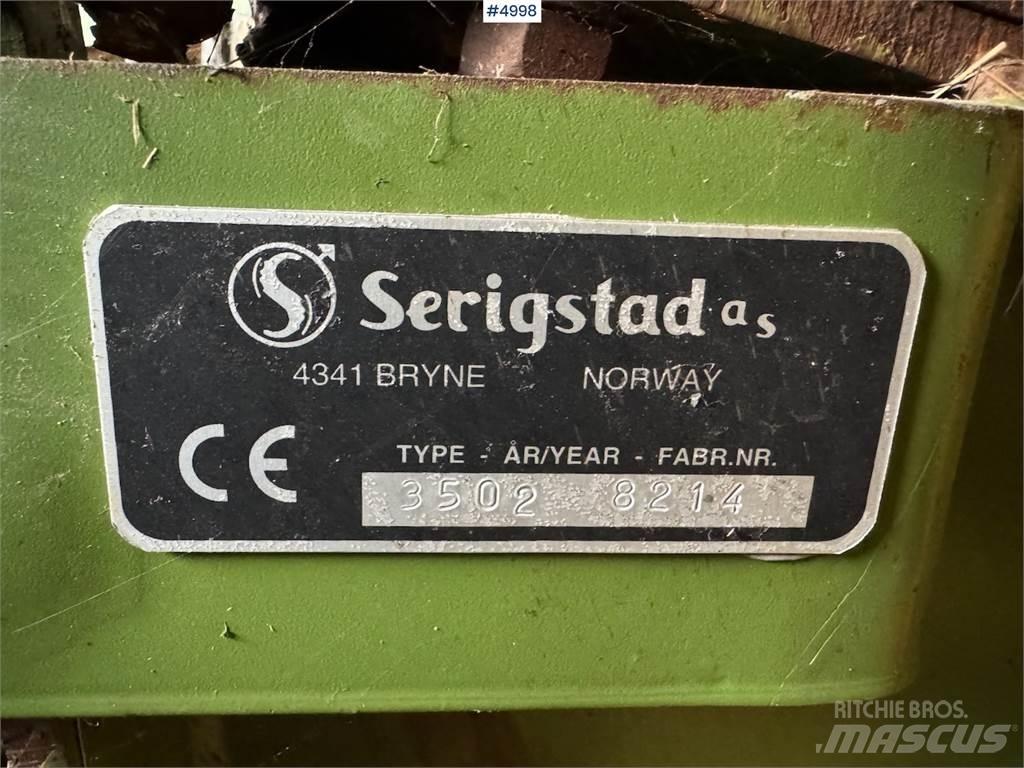 #4998
Serigstad as
4341 BRYNE NORWAY
CE
TYPE - ÅR/YEAR - FABR.NR.
3502 8214
RITCHIE BROS.
MASCUS